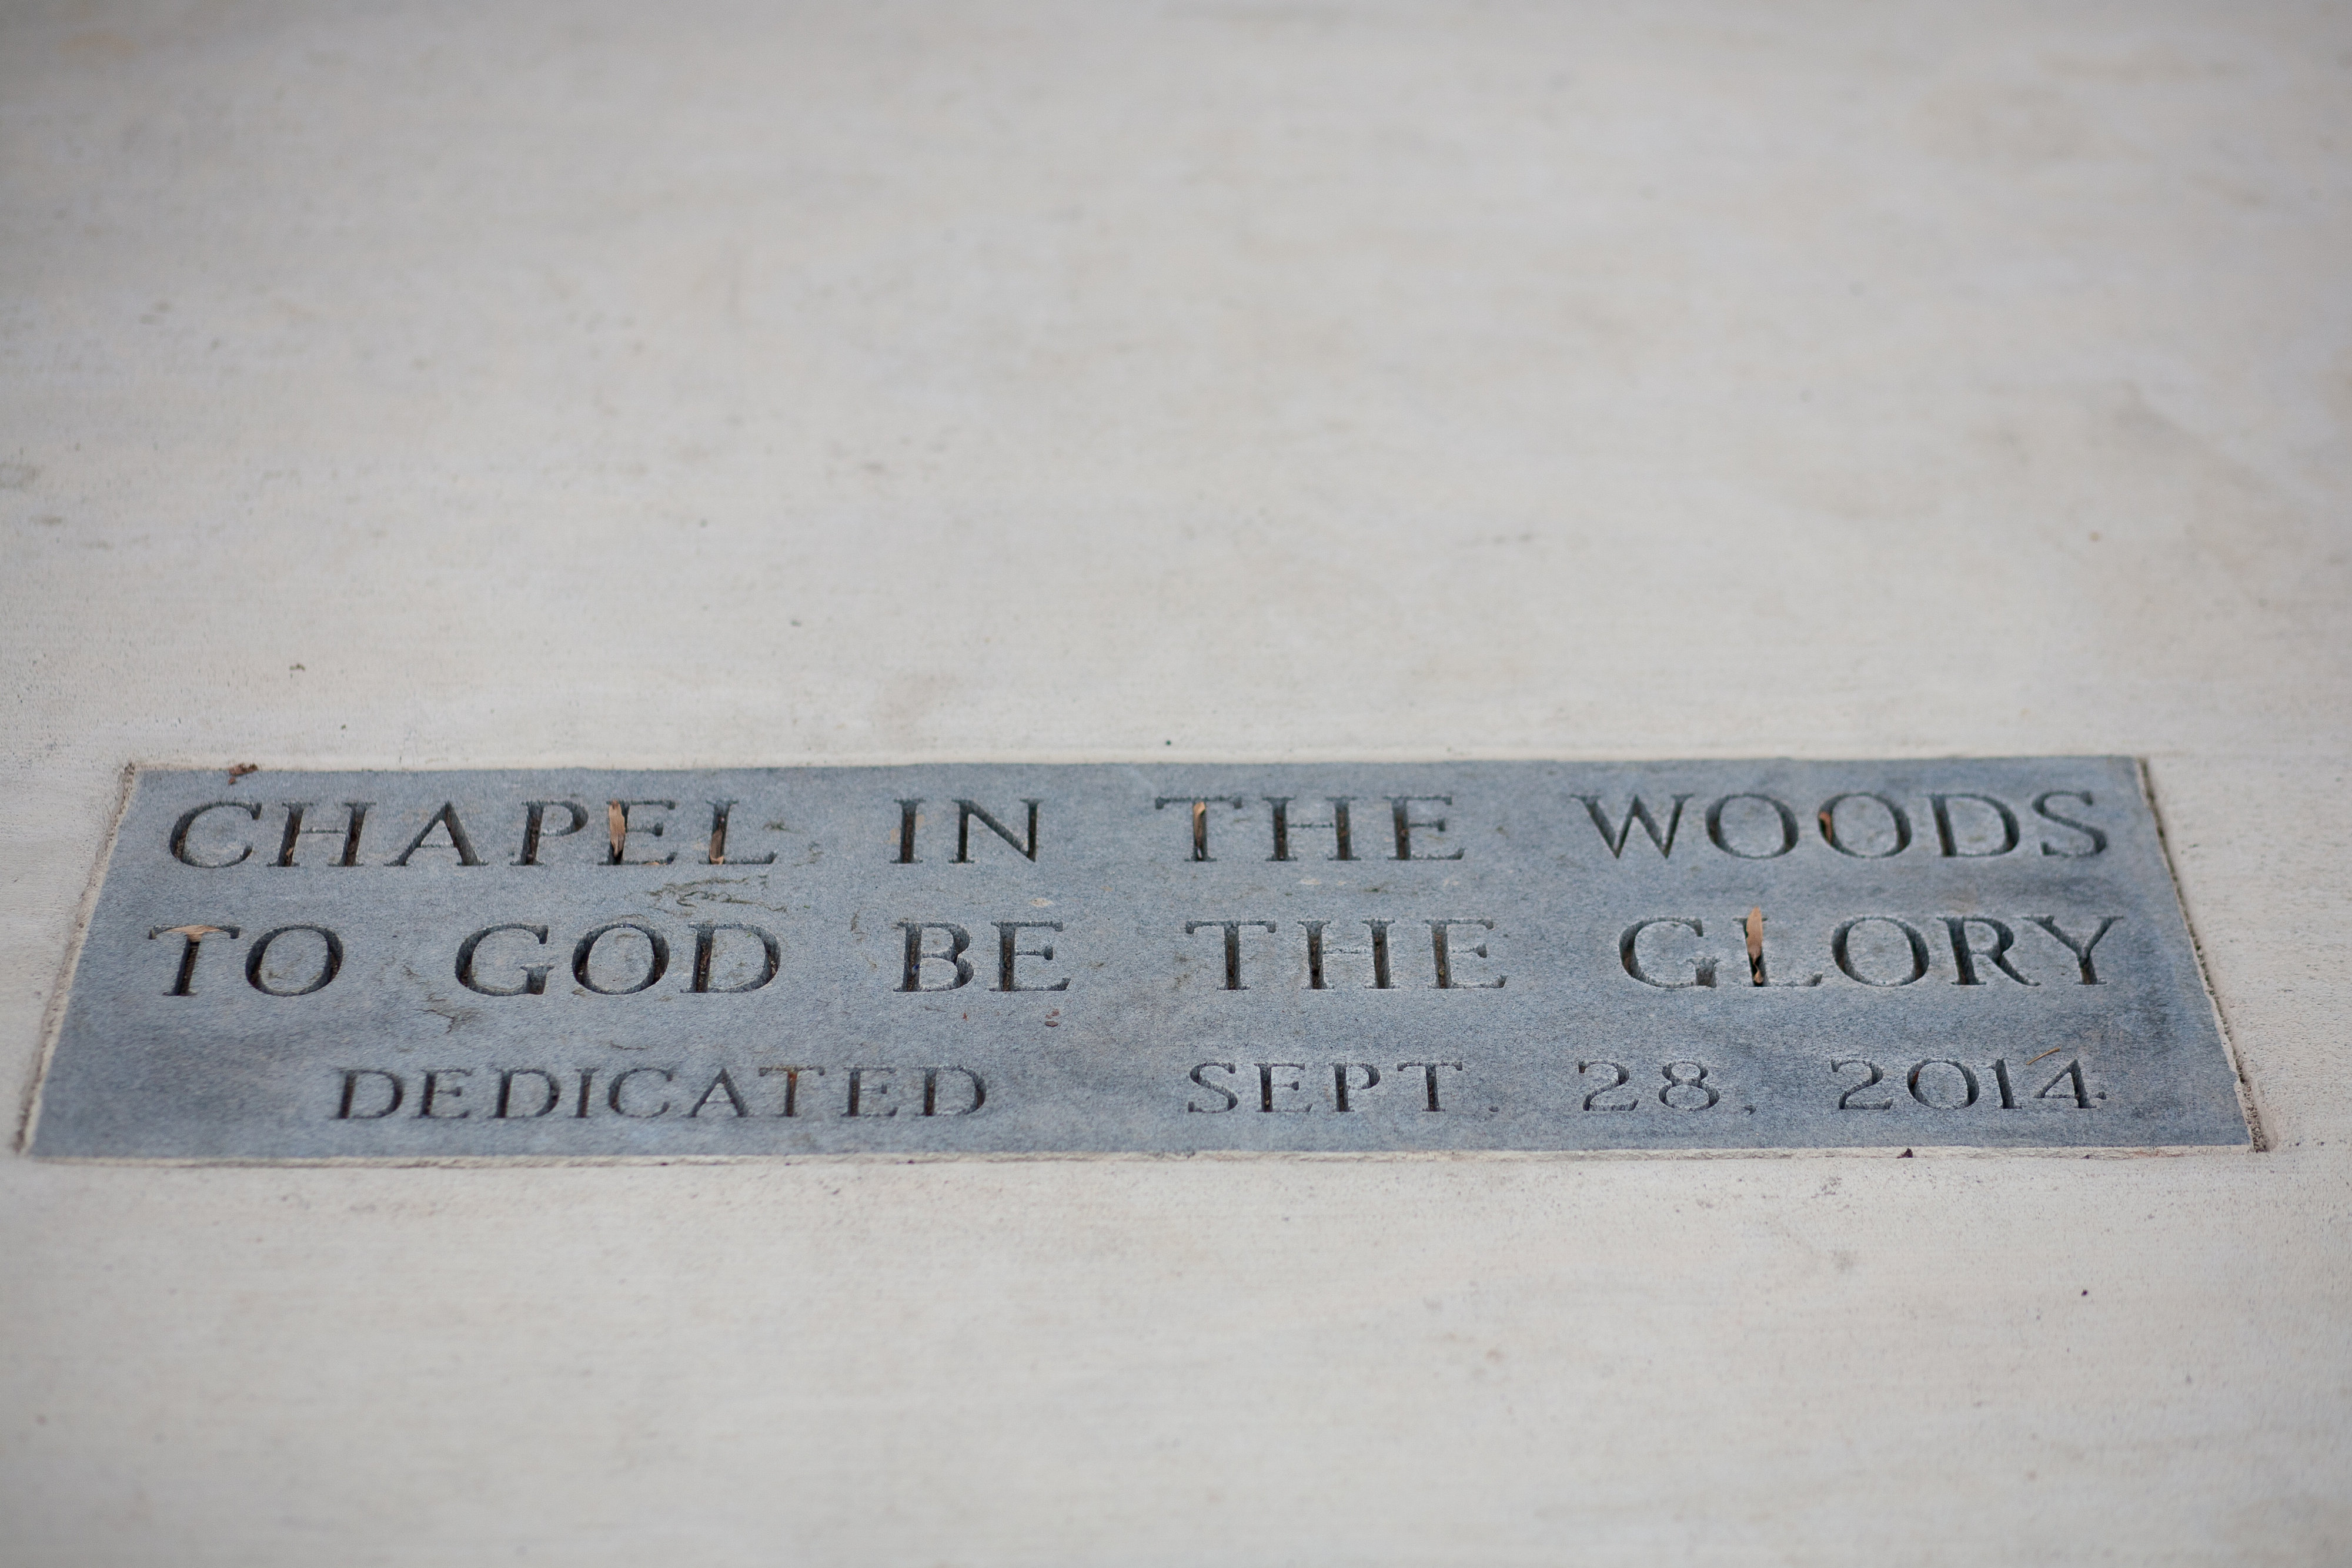 CHAPEL IN THE WOODS
TO GOD BE THE GLORY
DEDICATED SEPT. 28, 2014